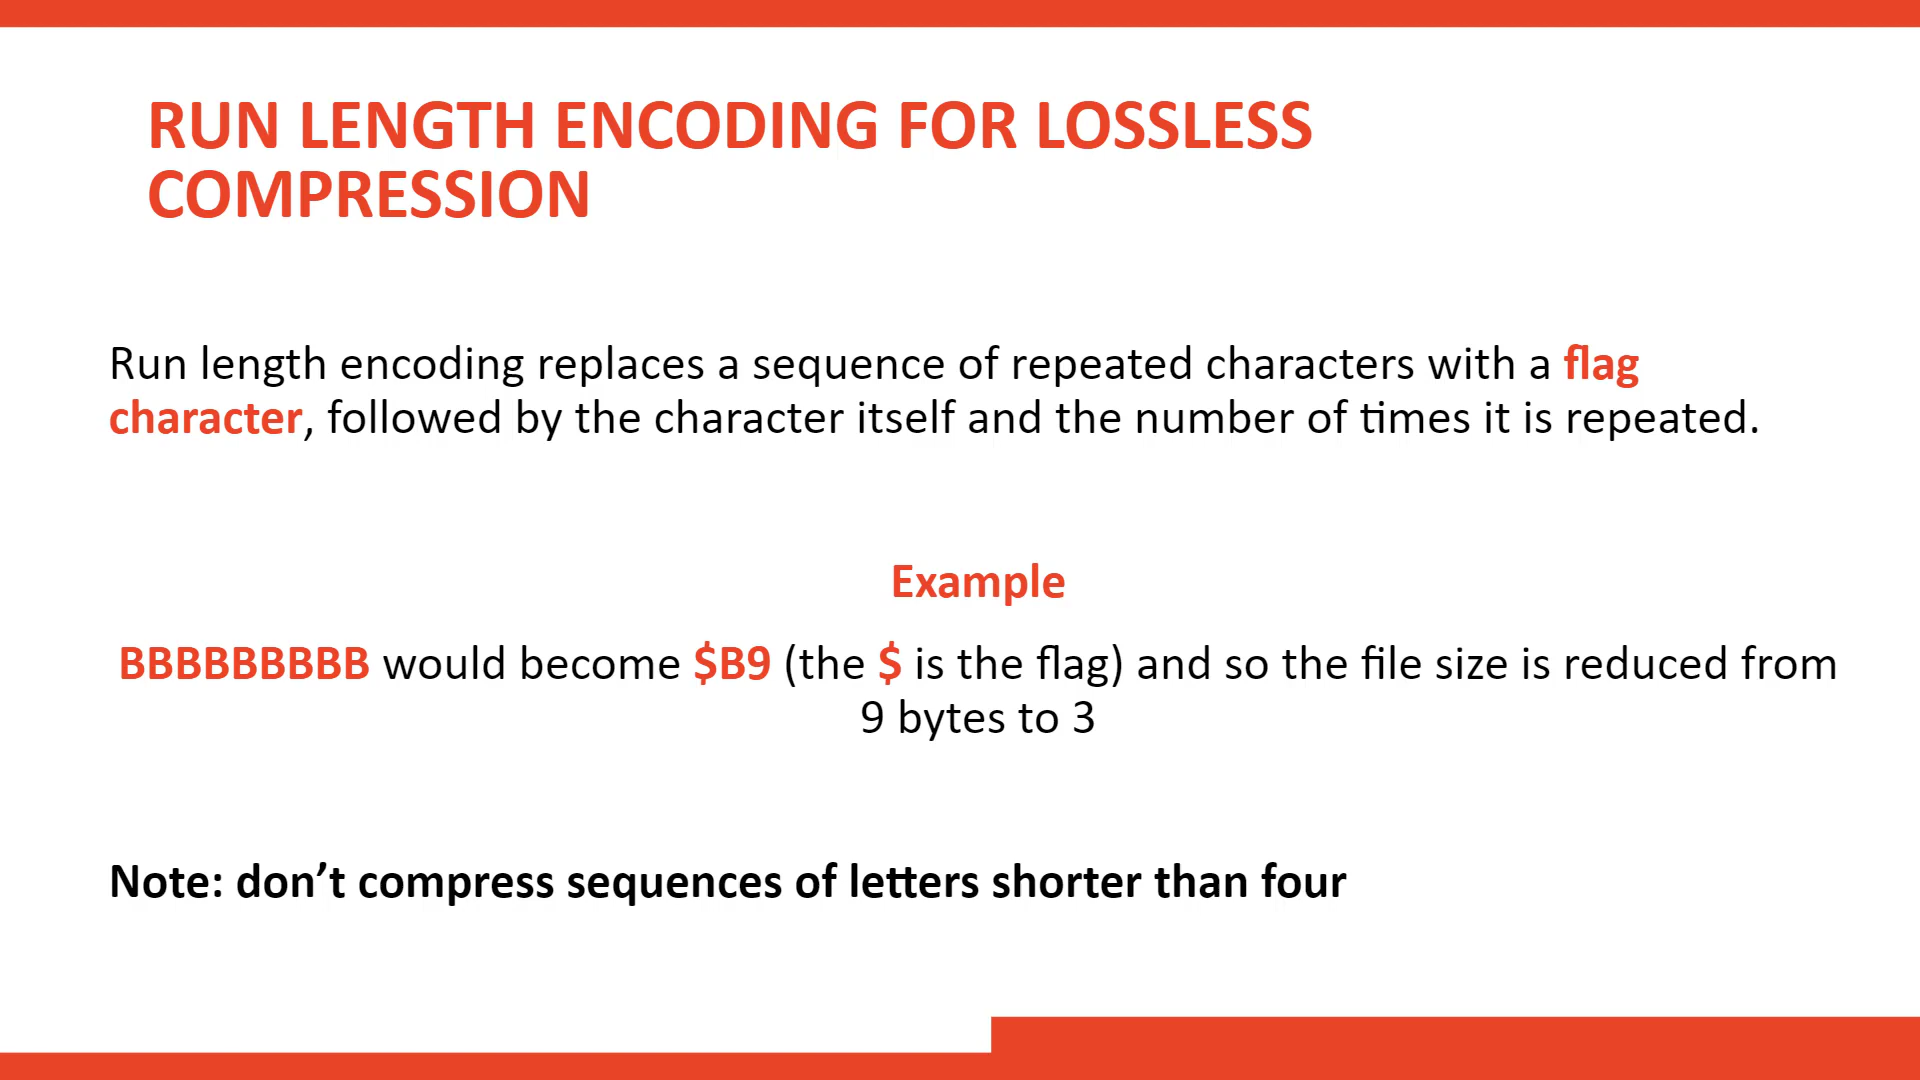 RUN LENGTH ENCODING FOR LOSSLESS
COMPRESSION
Run length encoding replaces a sequence of repeated characters with a flag
character, followed by the character itself and the number of times it is repeated.
Example
BBBBBBBBB would become $B9 (the $ is the flag) and so the file size is reduced from
9 bytes to 3
Note: don’t compress sequences of letters shorter than four